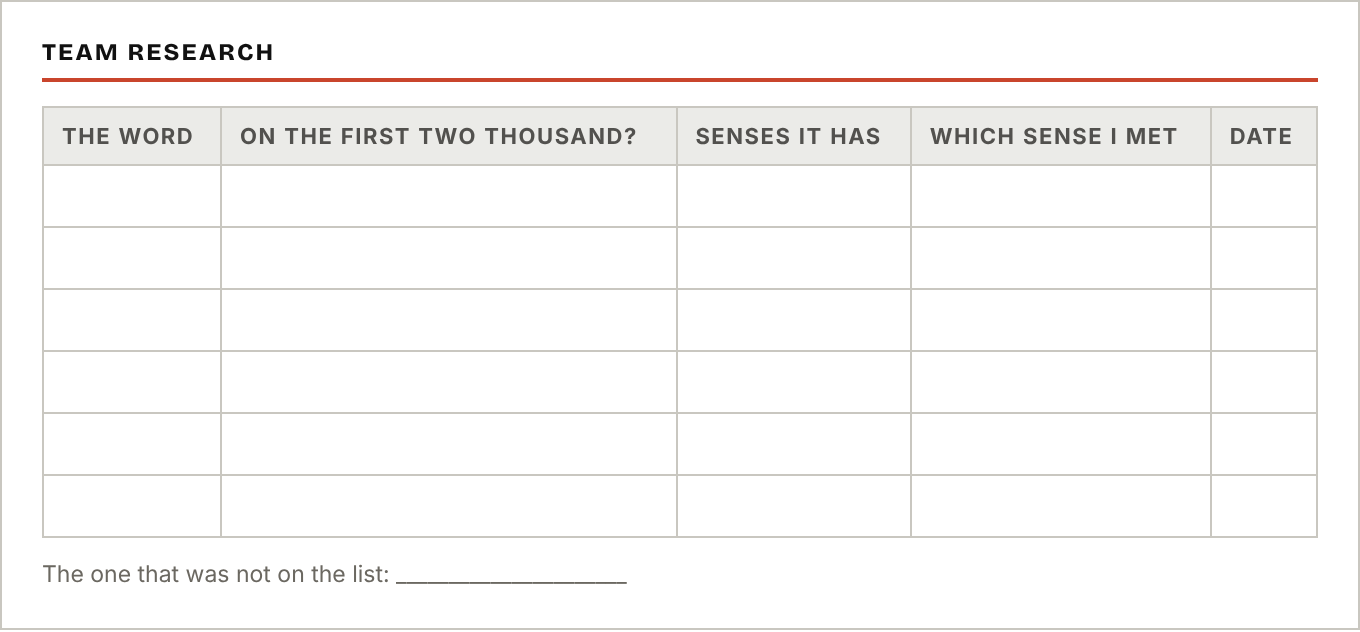 TEAM RESEARCH
THE WORD ON THE FIRST TWO THOUSAND? SENSES IT HAS WHICH SENSE I MET DATE
The one that was not on the list: ____________________